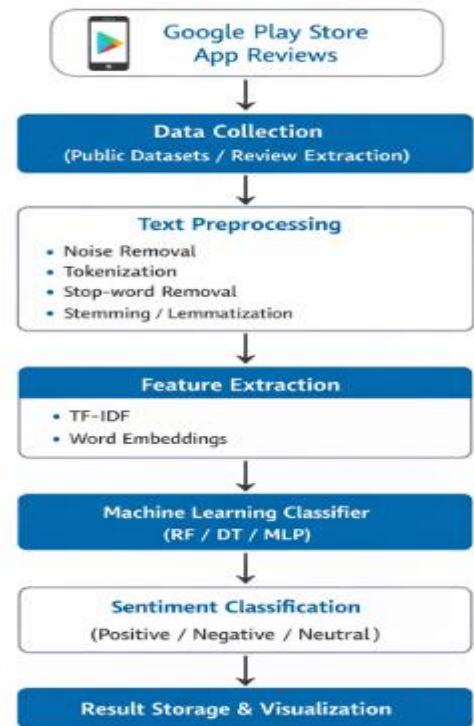 Google Play Store
App Reviews
Data Collection
(Public Datasets / Review Extraction)
Text Preprocessing
• Noise Removal
• Tokenization
• Stop-word Removal
• Stemming / Lemmatization
Feature Extraction
• TF-IDF
• Word Embeddings
Machine Learning Classifier
(RF / DT / MLP)
Sentiment Classification
(Positive / Negative / Neutral)
Result Storage & Visualization